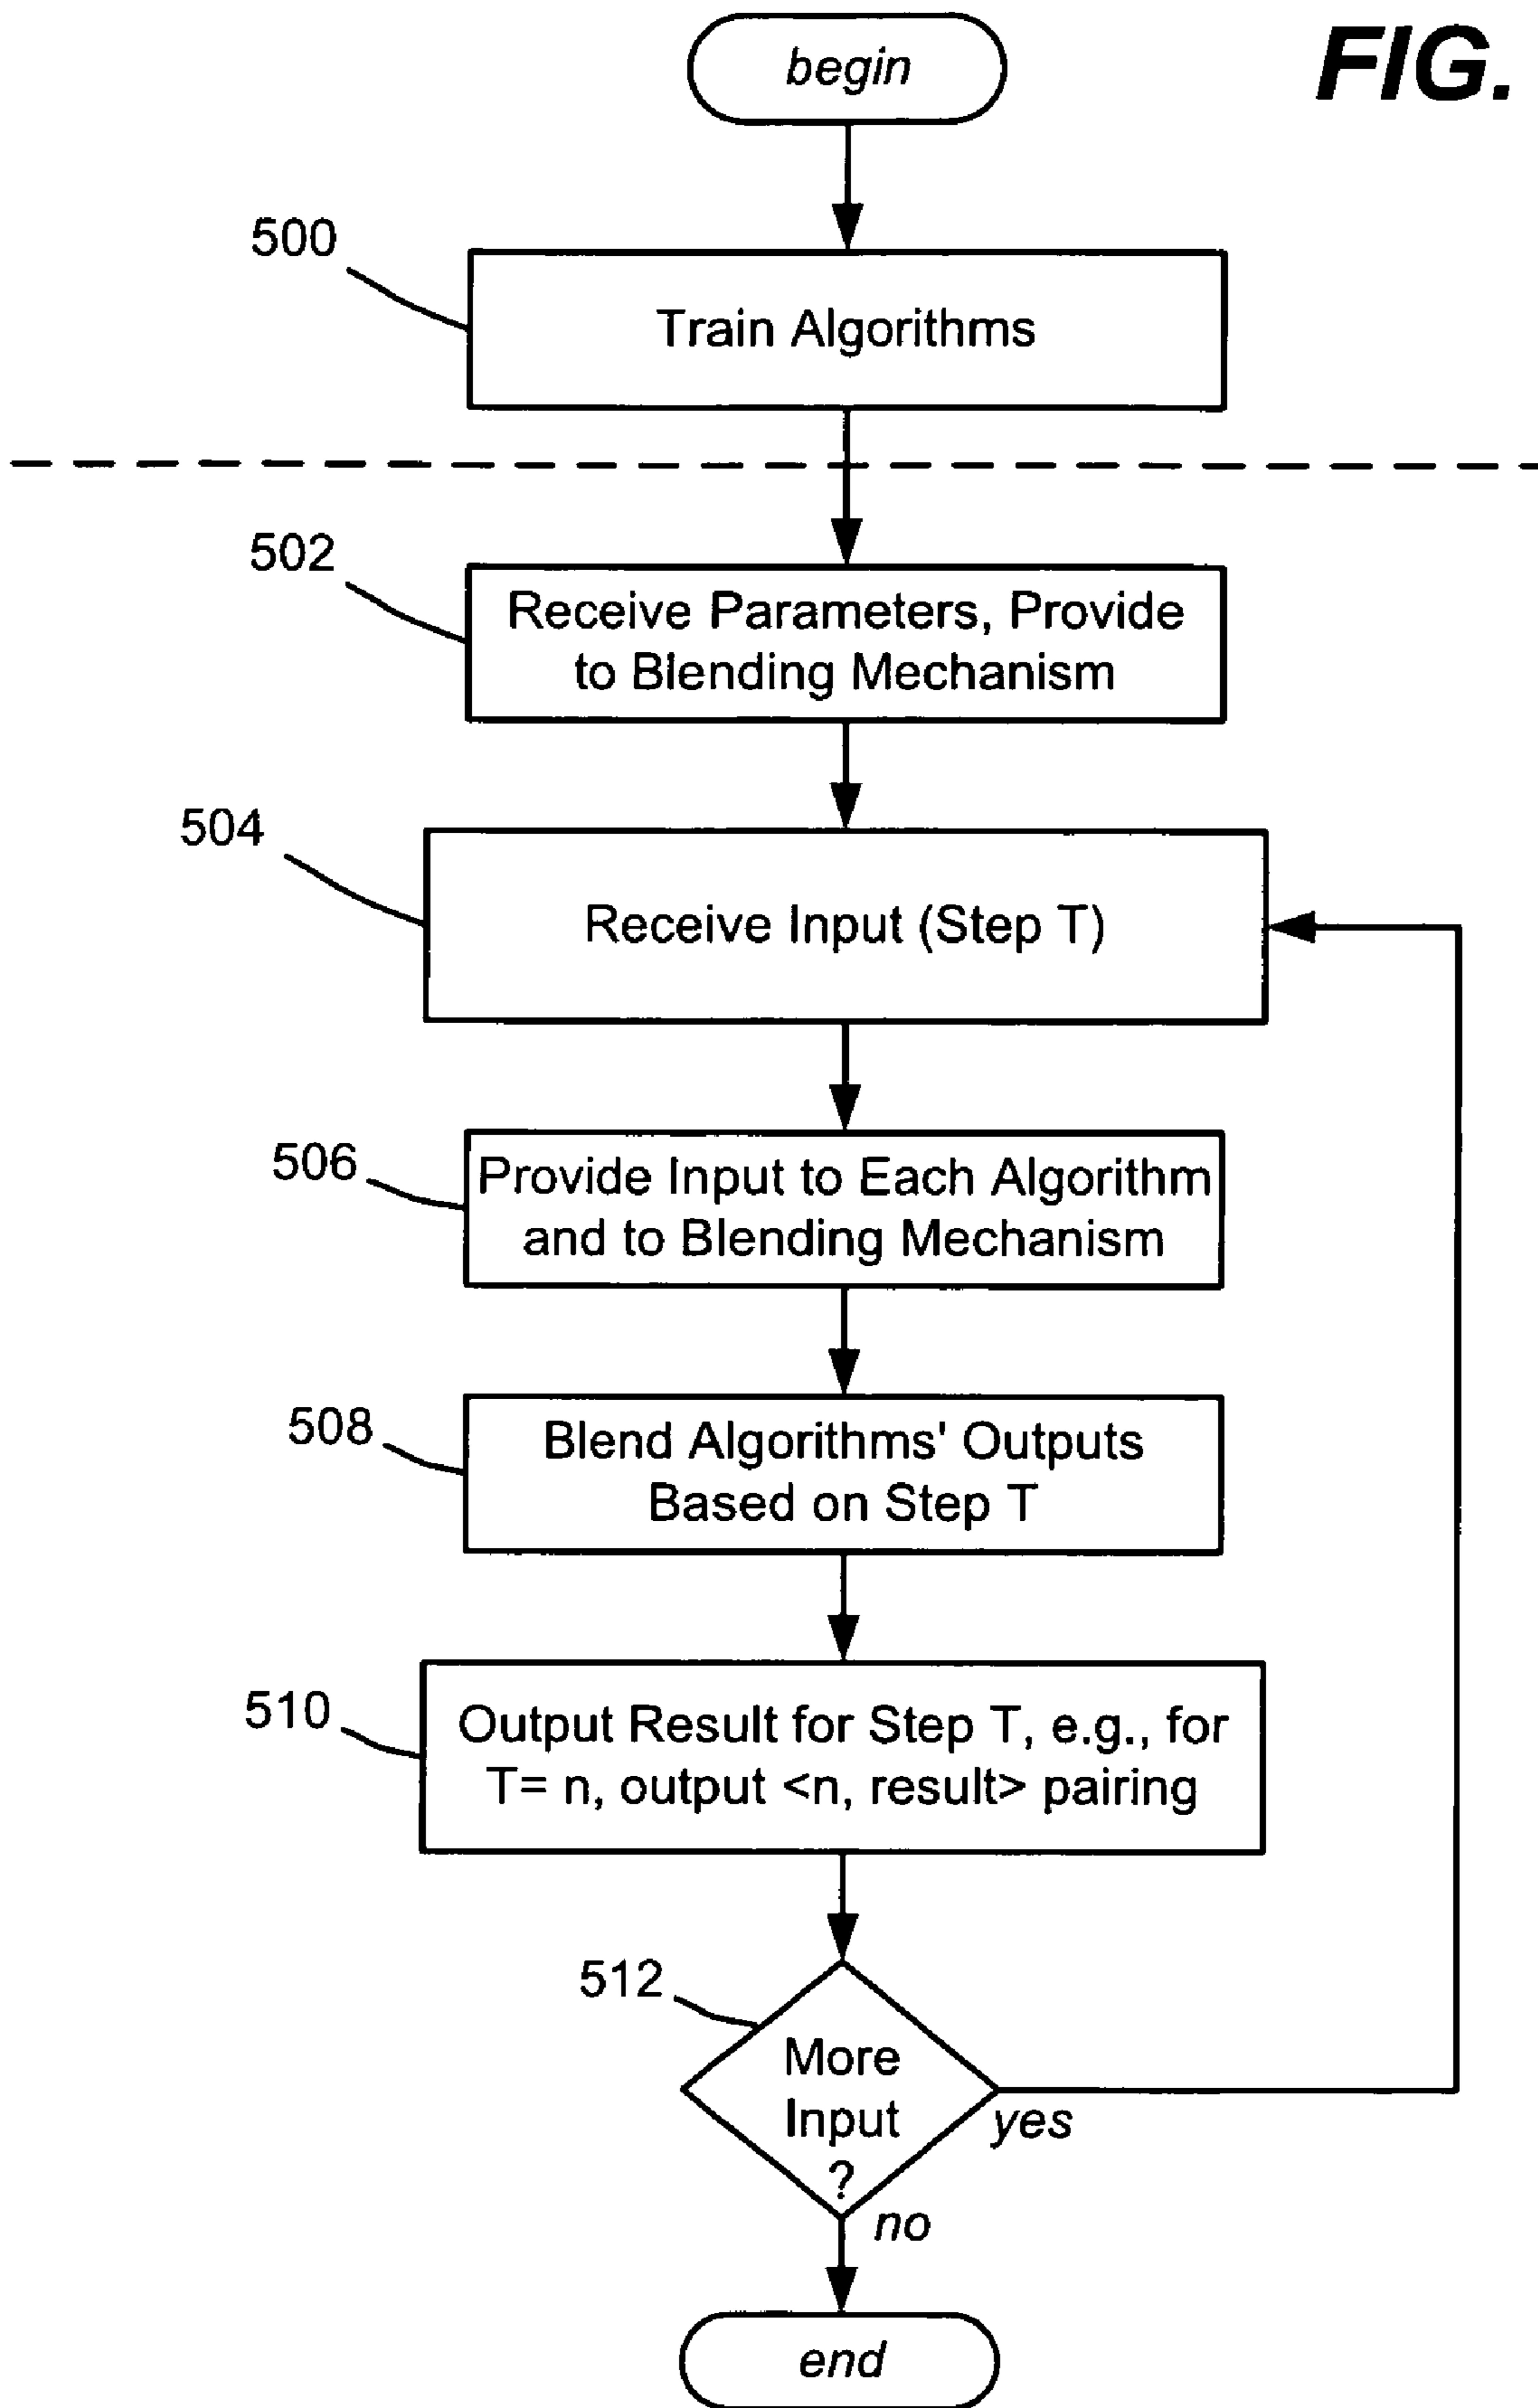 begin
FIG.
500
Train Algorithms
502
Receive Parameters, Provide
to Blending Mechanism
504
Receive Input (Step T)
506
Provide Input to Each Algorithm
and to Blending Mechanism
508
Blend Algorithms' Outputs
Based on Step T
510
Output Result for Step T, e.g., for
T= n, output <n, result> pairing
512
More
Input
?
yes
no
end